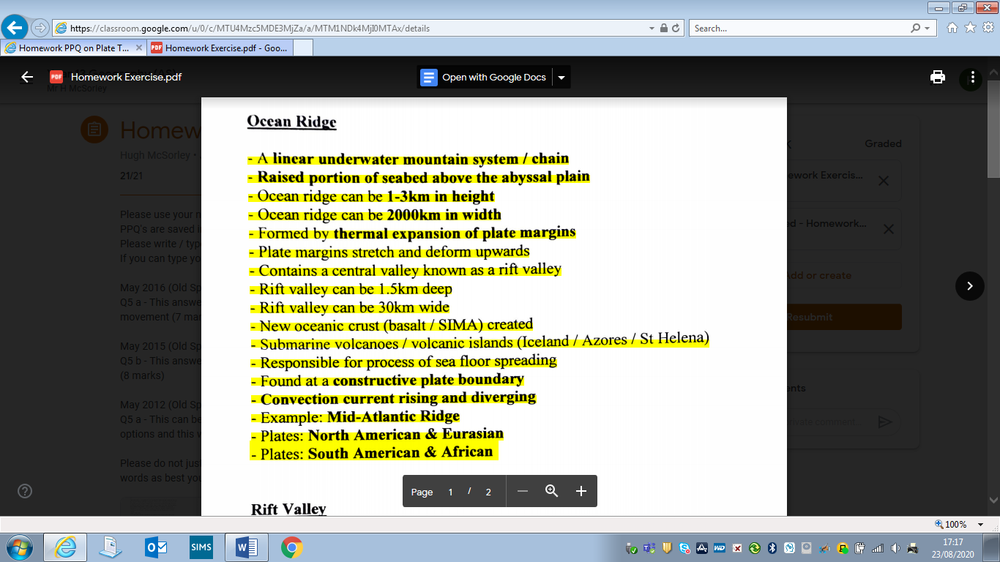 https://classroom.google.com/u/0/c/MTU4Mzc5MDE3MjZa/a/MTM1NDk4MjI0MTAx/details
Search...
Homework PPQ on Plate T...
Homework Exercise.pdf - Goo...
Homework Exercise.pdf
Open with Google Docs
Mr H McSorley
Homew
Graded
Hugh McSorley •
21/21
ework Exercis...
Please use your n
PPQ's are saved i
Please write / typ
If you can type yo
ed - Homework...
Add or create
May 2016 (Old Sp
Q5 a - This answe
movement (7 mar
Resubmit
May 2015 (Old Sp
Q5 b - This answe
(8 marks)
ents
May 2012 (Old Sp
Q5 a - This can be
options and this w
rivate comment...
Please do not jus
words as best you
Ocean Ridge
- A linear underwater mountain system / chain
- Raised portion of seabed above the abyssal plain
- Ocean ridge can be 1-3km in height
- Ocean ridge can be 2000km in width
- Formed by thermal expansion of plate margins
- Plate margins stretch and deform upwards
- Contains a central valley known as a rift valley
- Rift valley can be 1.5km deep
- Rift valley can be 30km wide
- New oceanic crust (basalt / SIMA) created
- Submarine volcanoes / volcanic islands (Iceland / Azores / St Helena)
- Responsible for process of sea floor spreading
- Found at a constructive plate boundary
- Convection current rising and diverging
- Example: Mid-Atlantic Ridge
- Plates: North American & Eurasian
- Plates: South American & African
Page 1 / 2
Rift Valley
100%
SIMS
17:17
23/08/2020